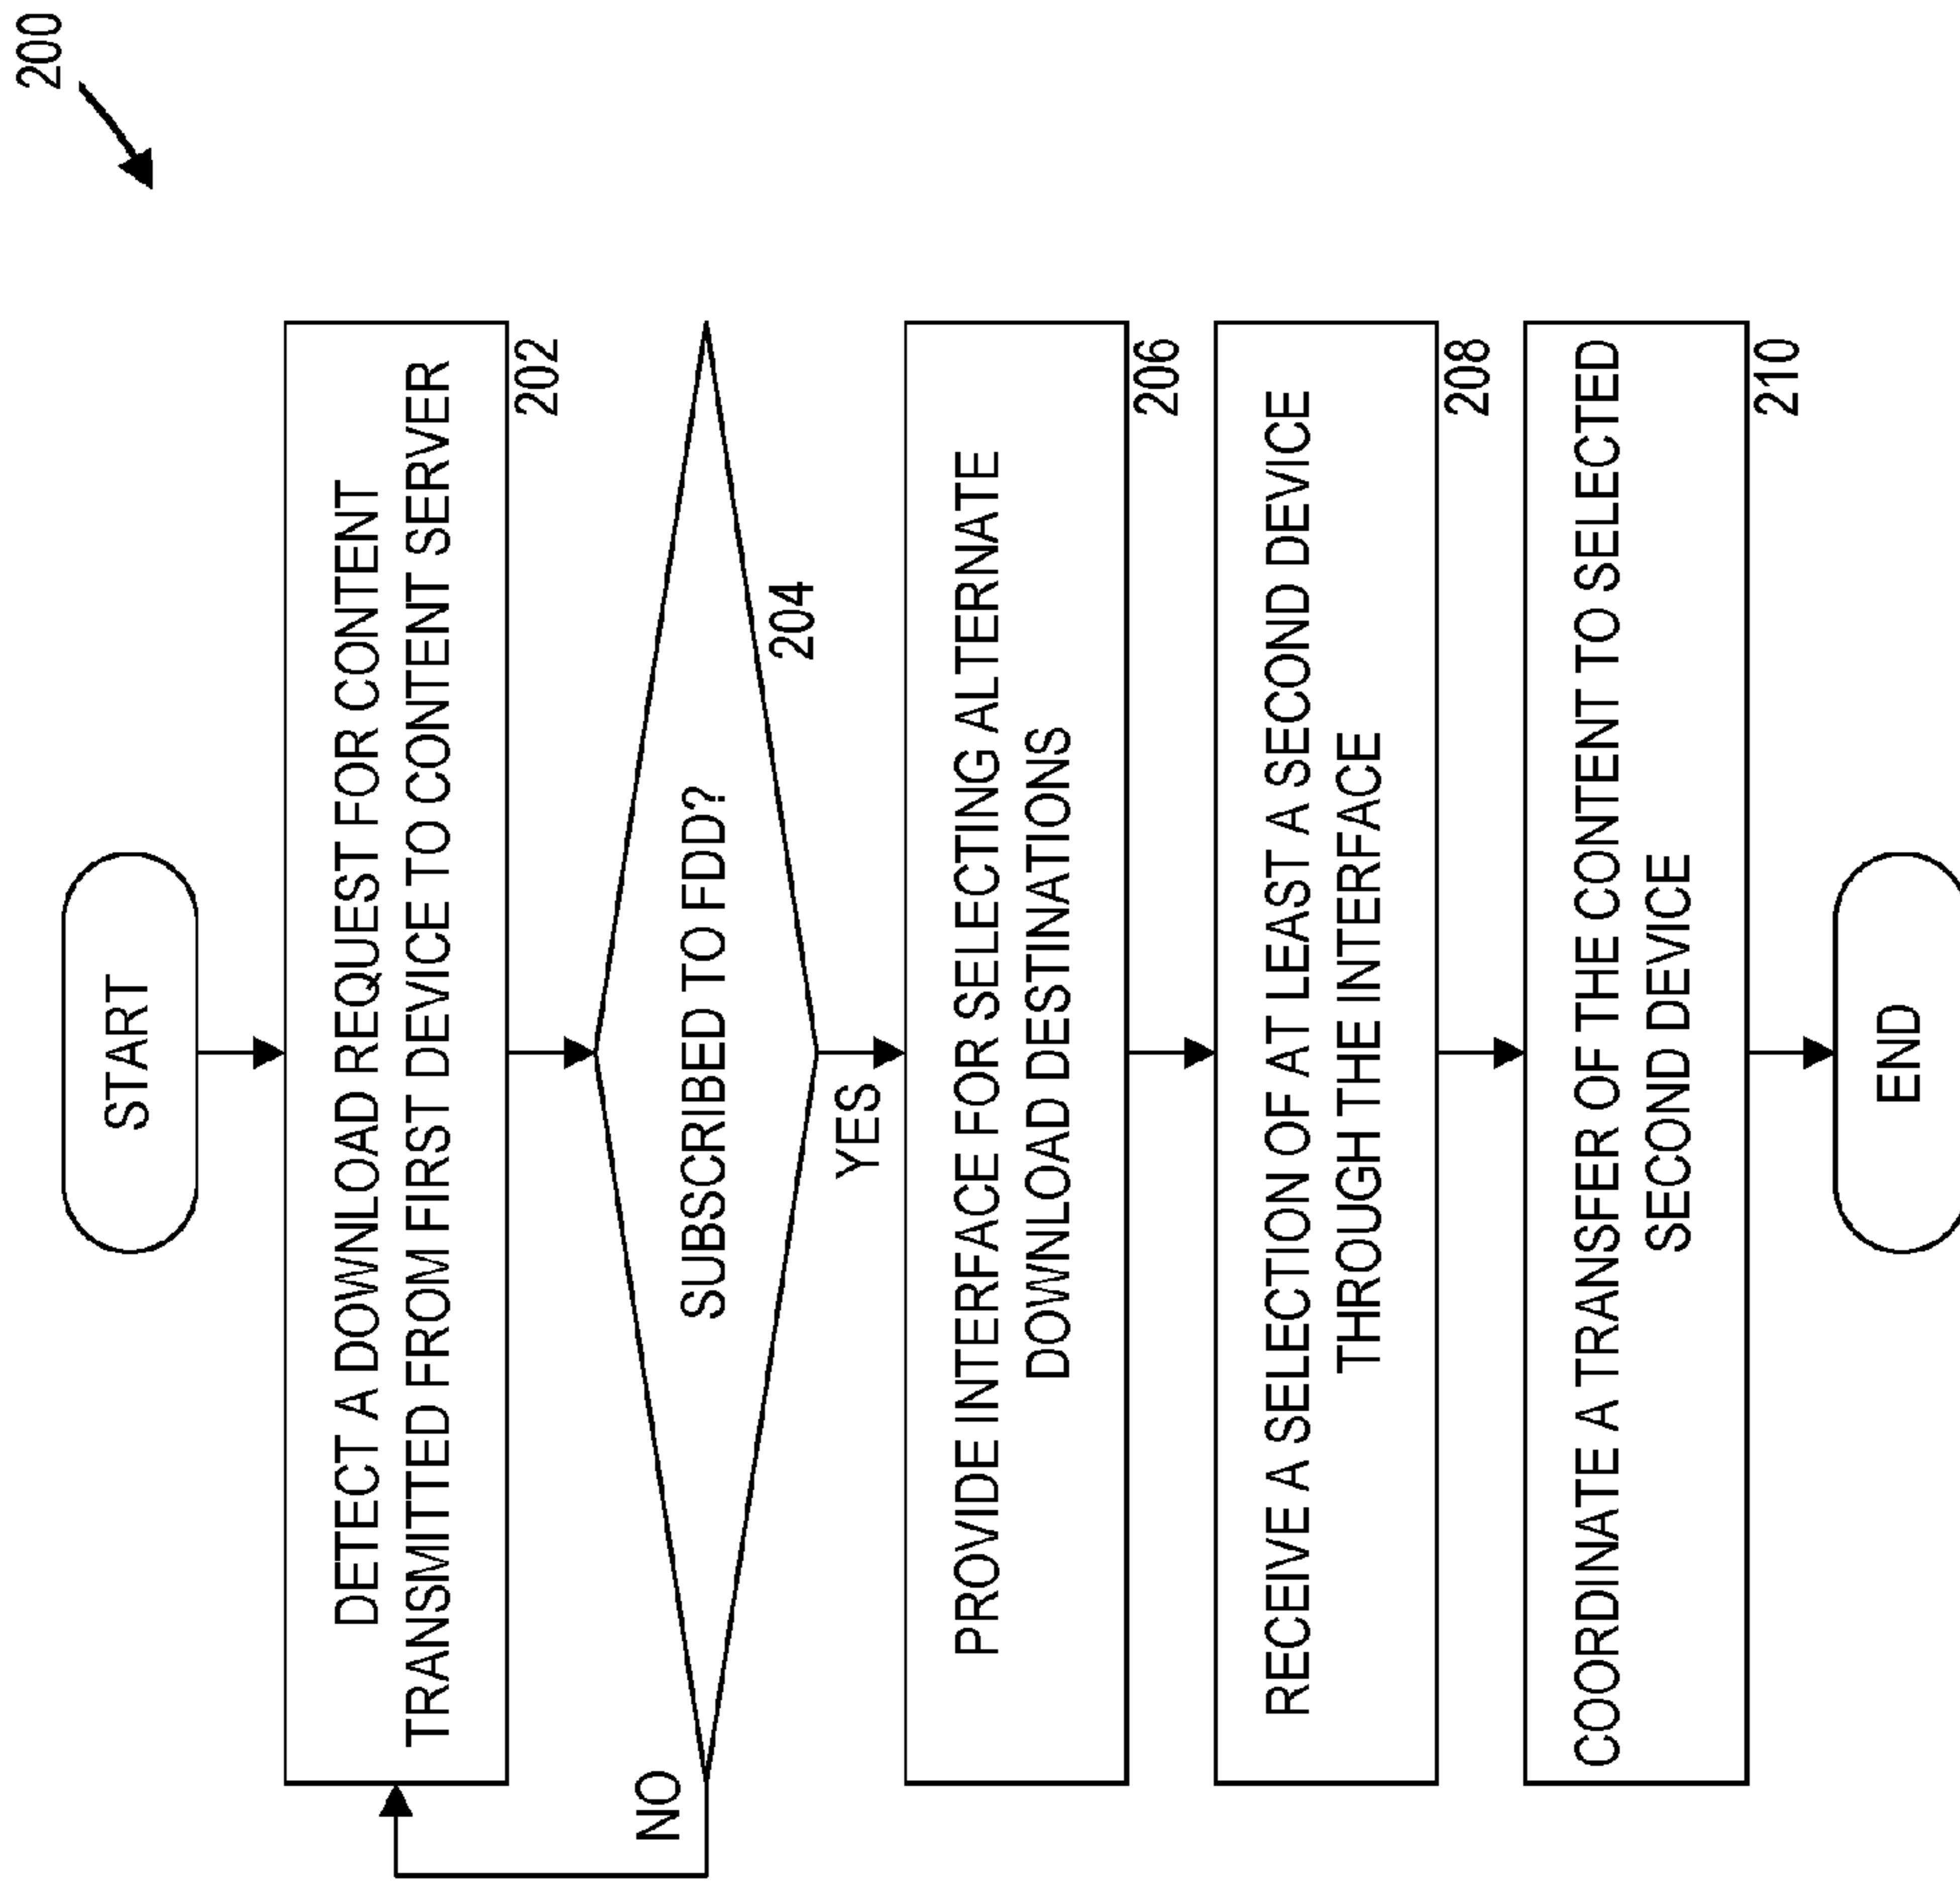 200
START
DETECT A DOWNLOAD REQUEST FOR CONTENT
TRANSMITTED FROM FIRST DEVICE TO CONTENT SERVER
202
SUBSCRIBED TO FDD?
204
NO
YES
PROVIDE INTERFACE FOR SELECTING ALTERNATE
DOWNLOAD DESTINATIONS
206
RECEIVE A SELECTION OF AT LEAST A SECOND DEVICE
THROUGH THE INTERFACE
208
COORDINATE A TRANSFER OF THE CONTENT TO SELECTED
SECOND DEVICE
210
END